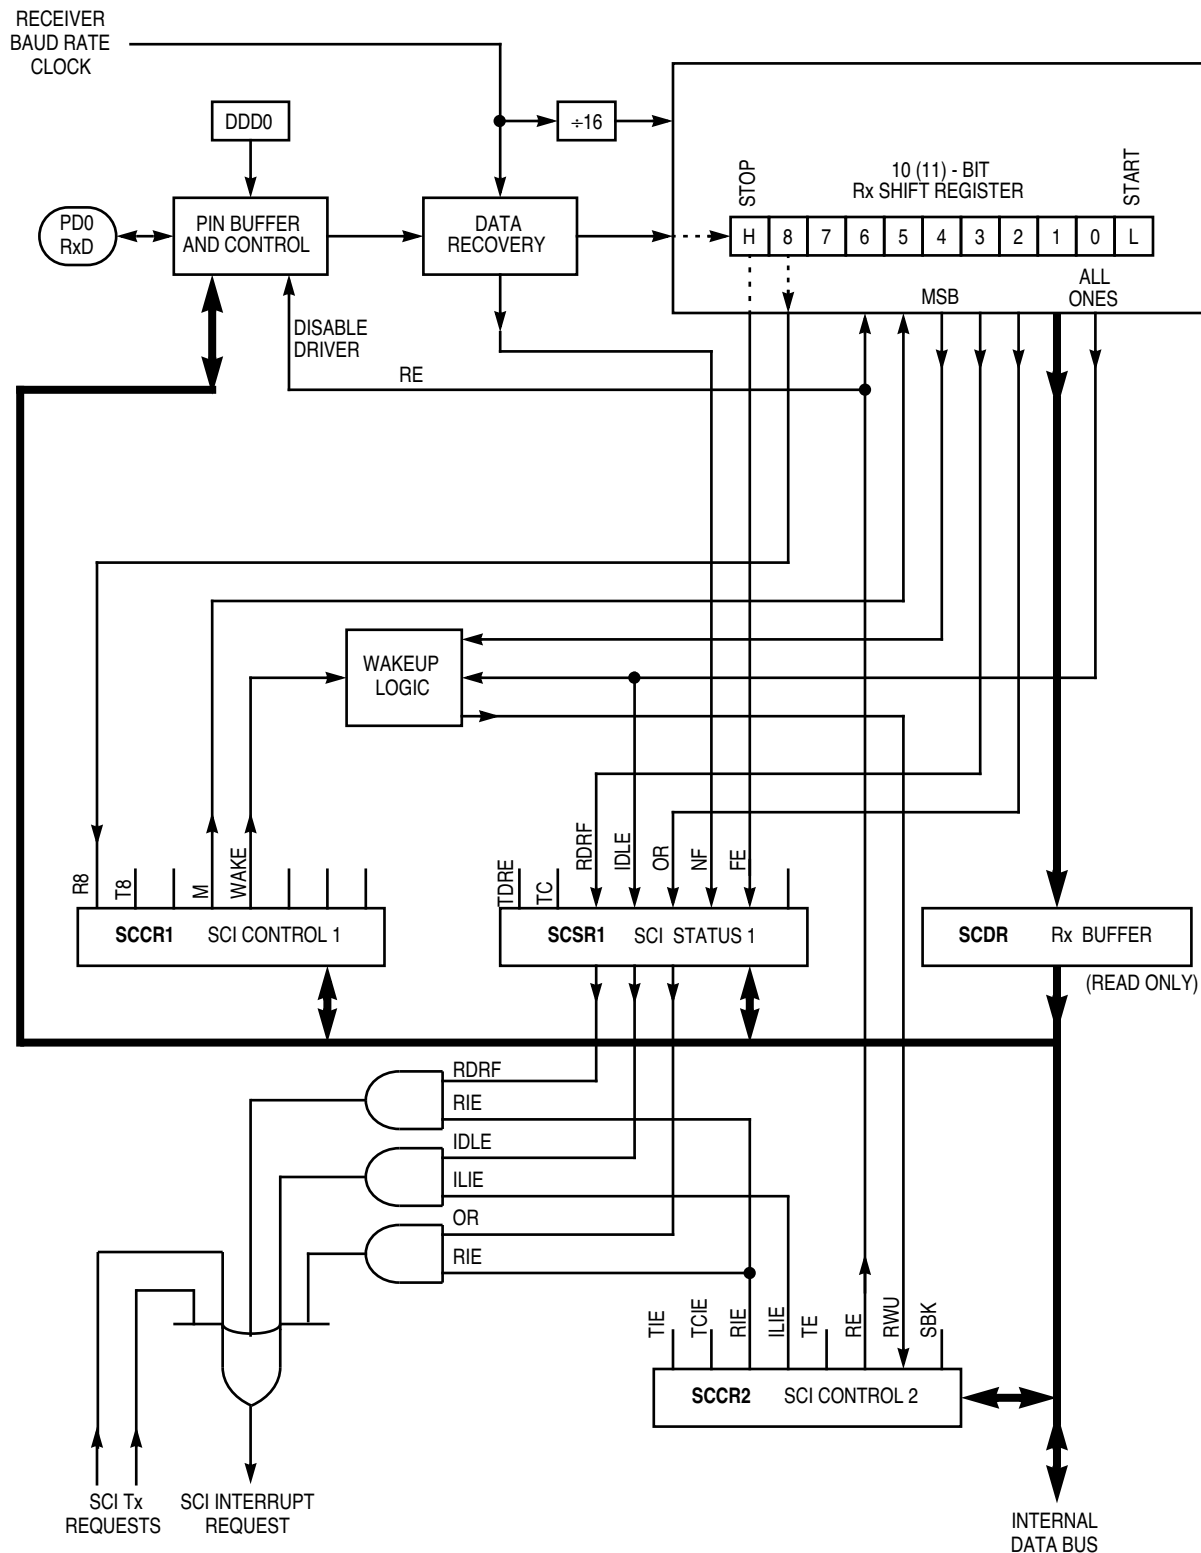 RECEIVER
BAUD RATE
CLOCK
DDD0
÷16
STOP
10 (11) - BIT
Rx SHIFT REGISTER
START
PD0
RxD
PIN BUFFER
AND CONTROL
DATA
RECOVERY
H 8 7 6 5 4 3 2 1 0 L
MSB
ALL
ONES
DISABLE
DRIVER
RE
WAKEUP
LOGIC
R8
T8
M
WAKE
TDRE
TC
RDRF
IDLE
OR
NF
FE
SCCR1 SCI CONTROL 1
SCSR1 SCI STATUS 1
SCDR Rx BUFFER
(READ ONLY)
RDRF
RIE
IDLE
ILIE
OR
RIE
TIE
TCIE
RIE
ILIE
TE
RE
RWU
SBK
SCCR2 SCI CONTROL 2
SCI Tx
REQUESTS
SCI INTERRUPT
REQUEST
INTERNAL
DATA BUS